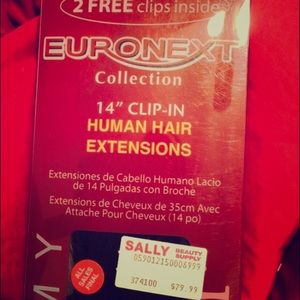 2 FREE clips inside
EURONEXT
Collection
14" CLIP-IN
HUMAN HAIR
EXTENSIONS
Extensiones de Cabello Humano Lacio
de 14 Pulgadas con Broche
Extensions de Cheveux de 35cm Avec
Attache Pour Cheveux (14 po)
MY
ALL
SALES
FINAL
SALLY BEAUTY
SUPPLY
059012150006999
374100 $79.99